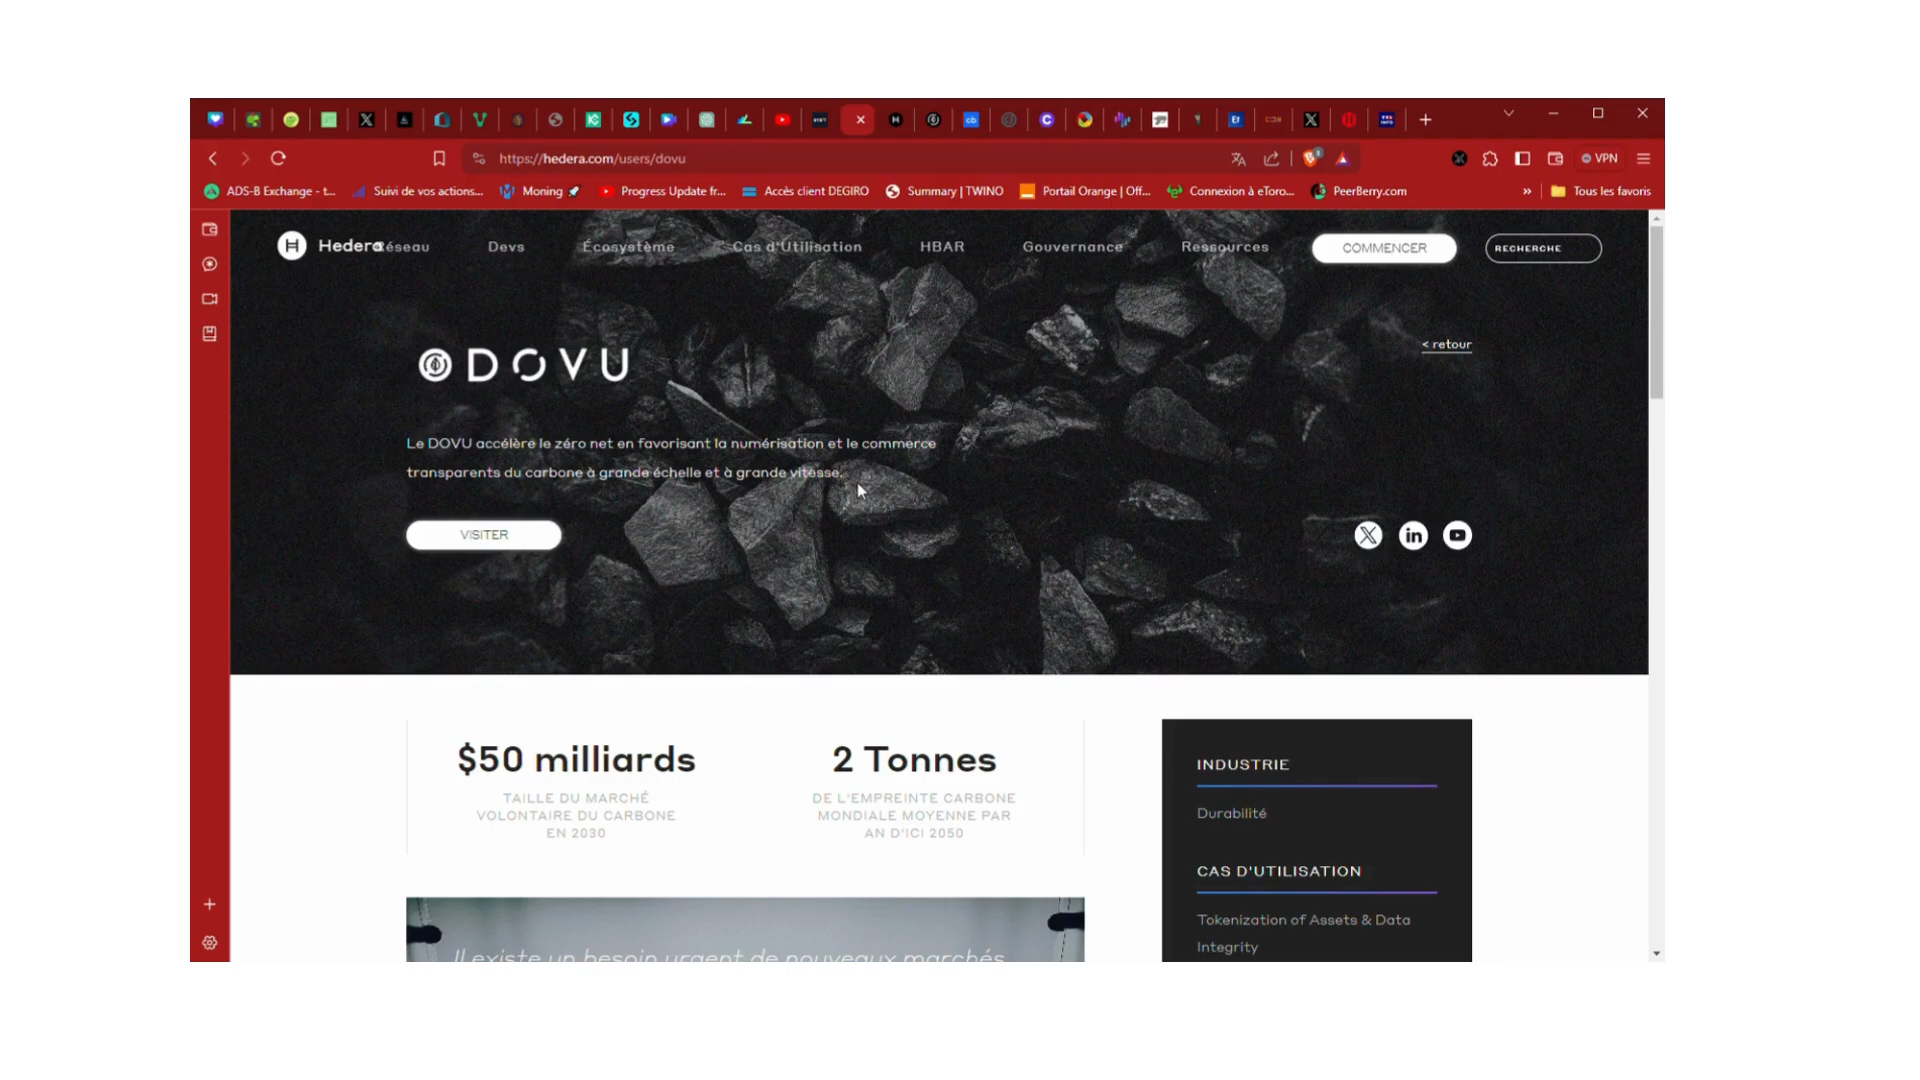 https://hedera.com/users/dovu
VPN
ADS-B Exchange - t...
Suivi de vos actions...
Moning
Progress Update fr...
Accès client DEGIRO
Summary | TWINO
Portail Orange | Off...
Connexion à eToro...
PeerBerry.com
»
Tous les favoris
Hedera
Réseau
Devs
Écosystème
Cas d'Utilisation
HBAR
Gouvernance
Ressources
COMMENCER
RECHERCHE
< retour
DOVU
Le DOVU accélère le zéro net en favorisant la numérisation et le commerce
transparents du carbone à grande échelle et à grande vitesse.
VISITER
$50 milliards
TAILLE DU MARCHÉ
VOLONTAIRE DU CARBONE
EN 2030
2 Tonnes
DE L'EMPREINTE CARBONE
MONDIALE MOYENNE PAR
AN D'ICI 2050
INDUSTRIE
Durabilité
CAS D'UTILISATION
Tokenization of Assets & Data
Integrity
Il existe un besoin urgent de nouveaux marchés